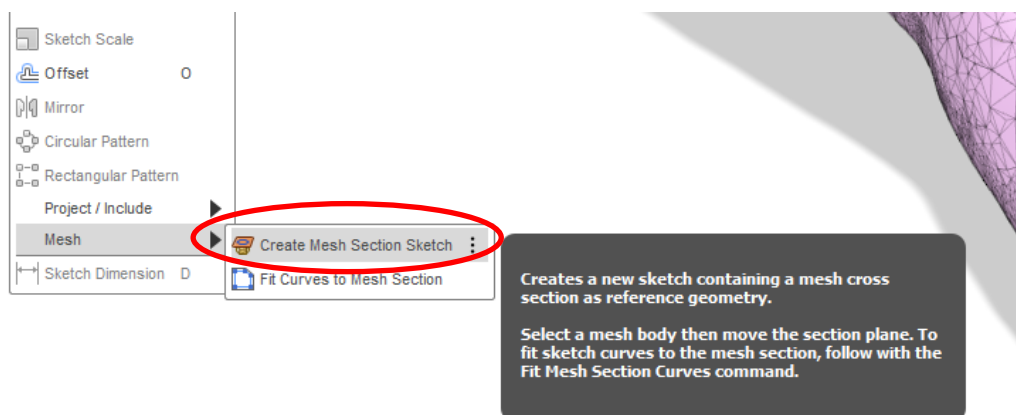 Sketch Scale
Offset O
Mirror
Circular Pattern
Rectangular Pattern
Project / Include
Mesh
Sketch Dimension D
Create Mesh Section Sketch
Fit Curves to Mesh Section
Creates a new sketch containing a mesh cross
section as reference geometry.
Select a mesh body then move the section plane. To
fit sketch curves to the mesh section, follow with the
Fit Mesh Section Curves command.